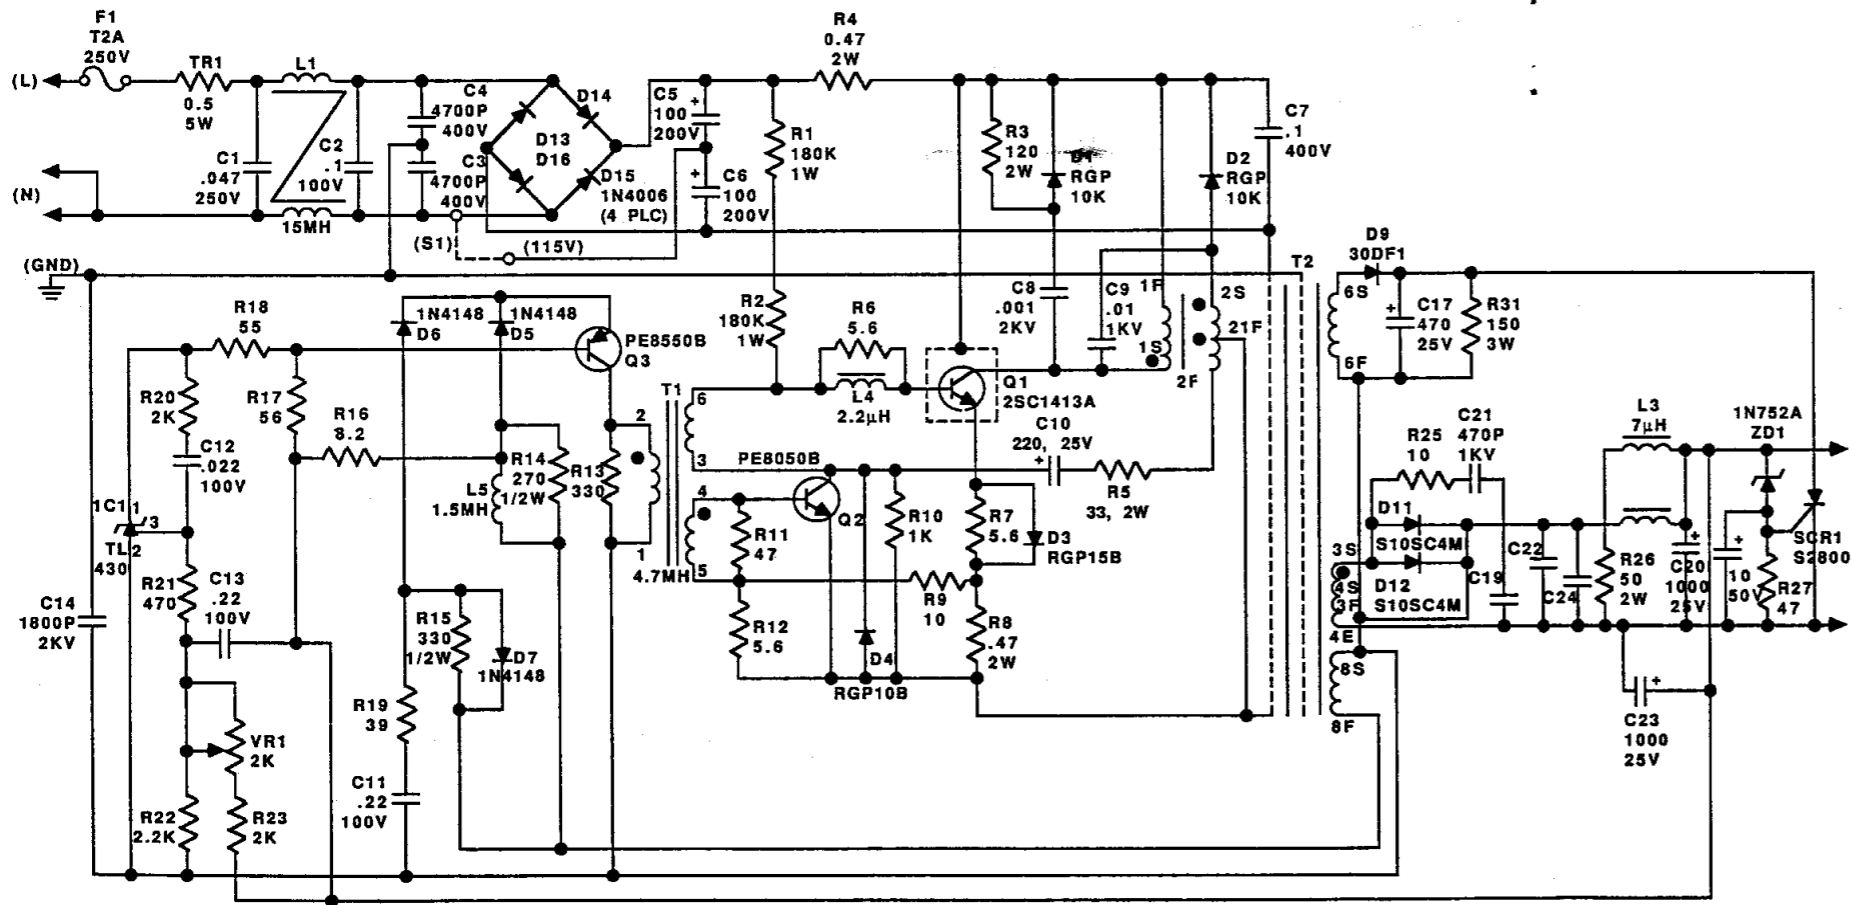 F1
T2A
250V
(L)
TR1
0.5
5W
L1
C1
.047
250V
C2
.1
100V
15MH
(N)
C4
4700P
400V
C3
4700P
400V
D14
D13
D16
D15
1N4006
(4 PLC)
(S1)
(115V)
C5
100
200V
C6
100
200V
R4
0.47
2W
R1
180K
1W
R3
120
2W
RGP
10K
D2
RGP
10K
C7
.1
400V
(GND)
R18
55
1N4148
D6
1N4148
D5
PE8550B
Q3
R2
180K
1W
R6
5.6
L4
2.2μH
C8
.001
2KV
C9
.01
1KV
1F
1S
2S
21F
2F
T2
D9
30DF1
6S
6F
C17
470
25V
R31
150
3W
R20
2K
R17
56
R16
8.2
C12
.022
100V
1C1
1
3
TL
2
430
R21
470
C13
.22
100V
C14
1800P
2KV
R14
270
1/2W
R13
330
L5
1.5MH
2
1
T1
4.7MH
6
3
4
5
PE8050B
Q2
Q1
2SC1413A
C10
220, 25V
R5
33, 2W
R11
47
R10
1K
R7
5.6
D3
RGP15B
R9
10
R12
5.6
D4
RGP10B
R8
.47
2W
R15
330
1/2W
D7
1N4148
R19
39
C11
.22
100V
VR1
2K
R22
2.2K
R23
2K
R25
10
C21
470P
1KV
D11
S10SC4M
D12
S10SC4M
3S
4S
3F
4E
8S
8F
C19
C22
C24
L3
7μH
R26
50
2W
C20
1000
25V
10
50V
1N752A
ZD1
SCR1
S2800
R27
47
C23
1000
25V